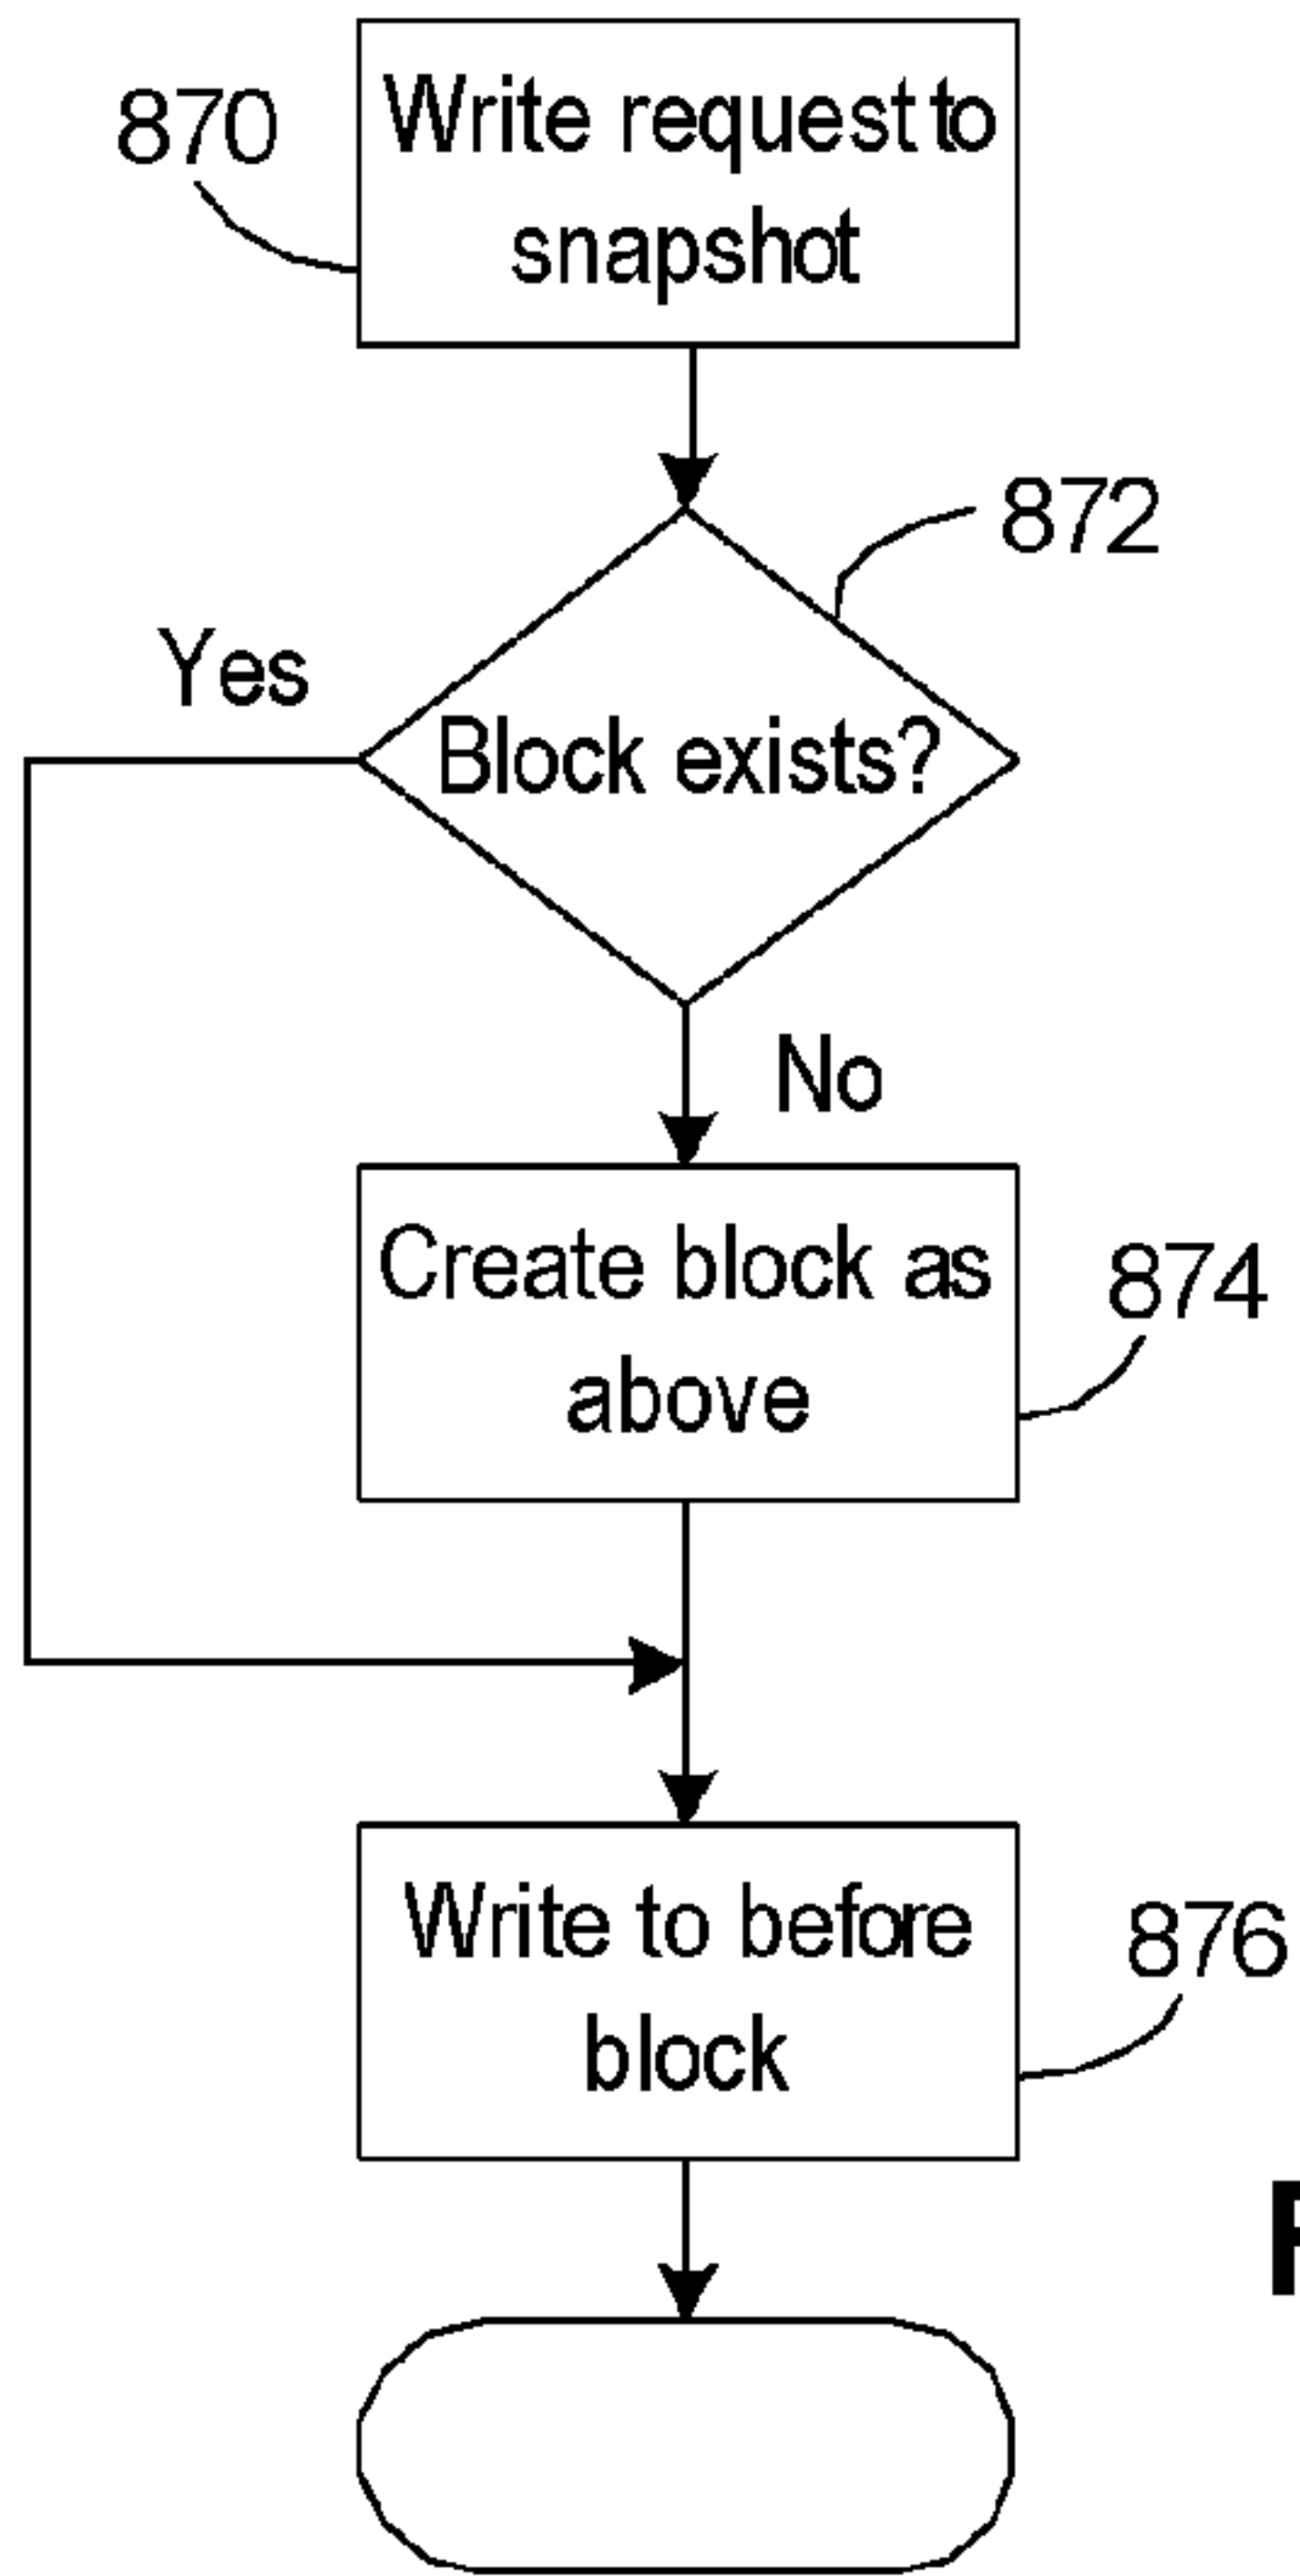 870
Write request to
snapshot
872
Yes
Block exists?
No
Create block as
above
874
Write to before
block
876